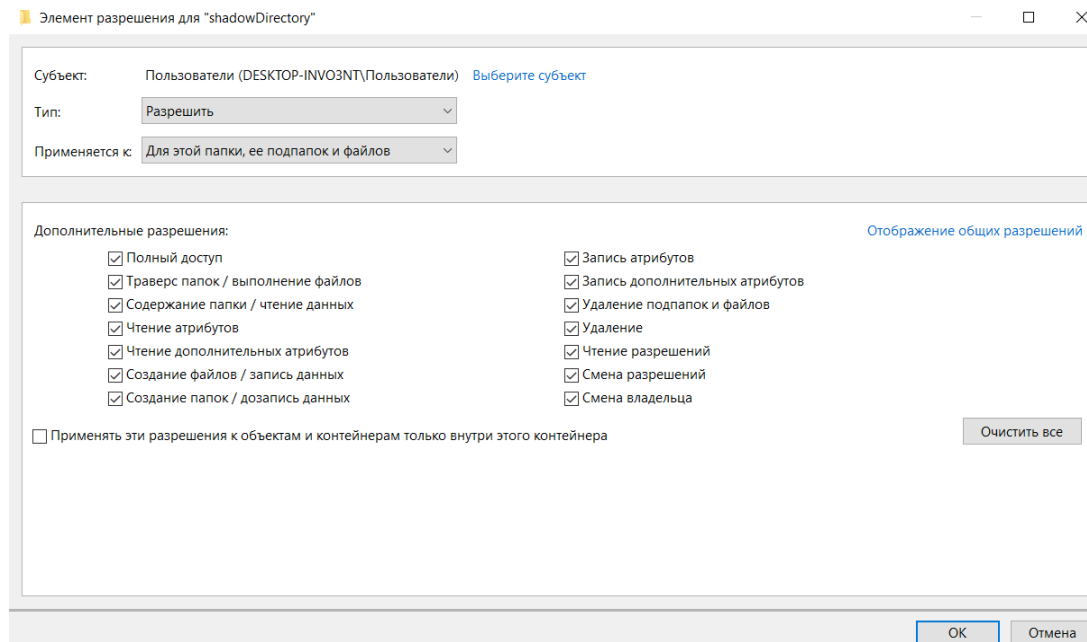 Элемент разрешения для "shadowDirectory"
Субъект: Пользователи (DESKTOP-INVO3NT\Пользователи) Выберите субъект
Тип: Разрешить
Применяется к: Для этой папки, ее подпапок и файлов
Дополнительные разрешения: Отображение общих разрешений
Полный доступ Запись атрибутов
Траверс папок / выполнение файлов Запись дополнительных атрибутов
Содержание папки / чтение данных Удаление подпапок и файлов
Чтение атрибутов Удаление
Чтение дополнительных атрибутов Чтение разрешений
Создание файлов / запись данных Смена разрешений
Создание папок / дозапись данных Смена владельца
Применять эти разрешения к объектам и контейнерам только внутри этого контейнера Очистить все
ОК Отмена